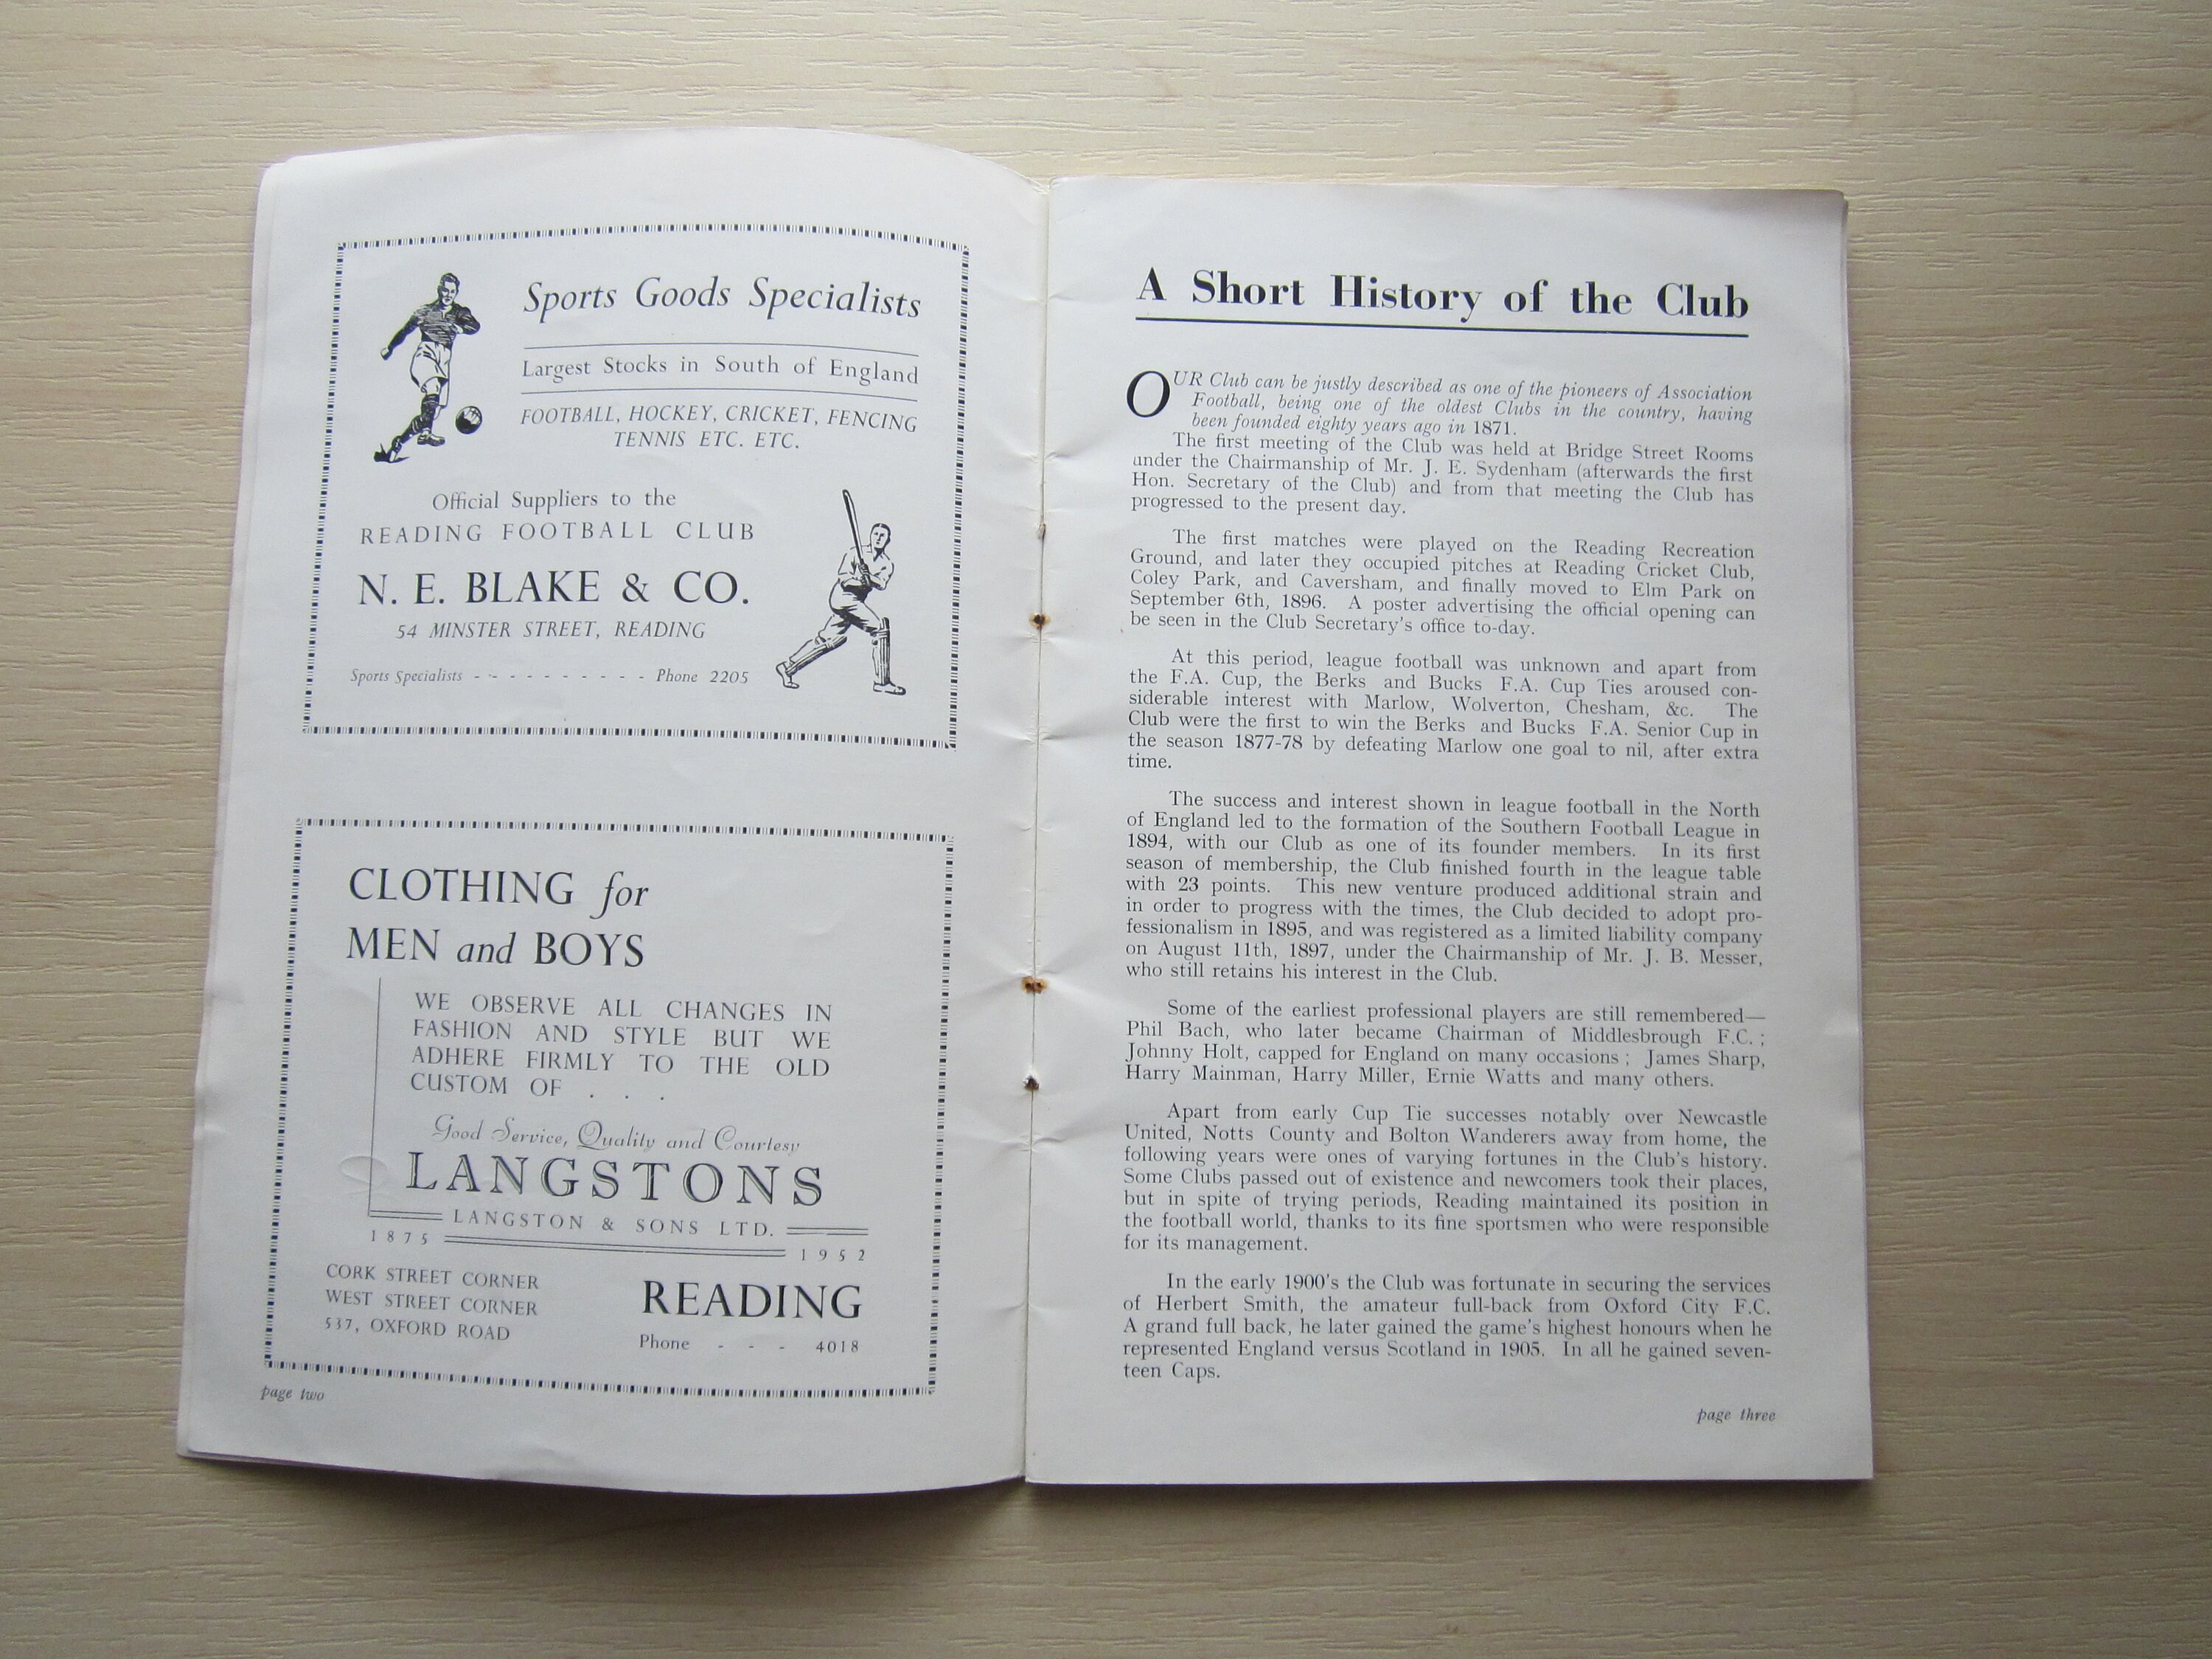 Sports Goods Specialists
Largest Stocks in South of England
FOOTBALL, HOCKEY, CRICKET, FENCING
TENNIS ETC. ETC.
Official Suppliers to the
READING FOOTBALL CLUB
N. E. BLAKE & CO.
54 MINSTER STREET, READING
Sports Specialists - - - - - - - - - - Phone 2205
CLOTHING for
MEN and BOYS
WE OBSERVE ALL CHANGES IN
FASHION AND STYLE BUT WE
ADHERE FIRMLY TO THE OLD
CUSTOM OF . . .
Good Service, Quality and Courtesy
LANGSTONS
LANGSTON & SONS LTD.
1875
1952
CORK STREET CORNER
WEST STREET CORNER
537, OXFORD ROAD
READING
Phone - - - 4018
page two
A Short History of the Club
OUR Club can be justly described as one of the pioneers of Association
Football, being one of the oldest Clubs in the country, having
been founded eighty years ago in 1871.
The first meeting of the Club was held at Bridge Street Rooms
under the Chairmanship of Mr. J. E. Sydenham (afterwards the first
Hon. Secretary of the Club) and from that meeting the Club has
progressed to the present day.
The first matches were played on the Reading Recreation
Ground, and later they occupied pitches at Reading Cricket Club,
Coley Park, and Caversham, and finally moved to Elm Park on
September 6th, 1896. A poster advertising the official opening can
be seen in the Club Secretary's office to-day.
At this period, league football was unknown and apart from
the F.A. Cup, the Berks and Bucks F.A. Cup Ties aroused con-
siderable interest with Marlow, Wolverton, Chesham, &c. The
Club were the first to win the Berks and Bucks F.A. Senior Cup in
the season 1877-78 by defeating Marlow one goal to nil, after extra
time.
The success and interest shown in league football in the North
of England led to the formation of the Southern Football League in
1894, with our Club as one of its founder members. In its first
season of membership, the Club finished fourth in the league table
with 23 points. This new venture produced additional strain and
in order to progress with the times, the Club decided to adopt pro-
fessionalism in 1895, and was registered as a limited liability company
on August 11th, 1897, under the Chairmanship of Mr. J. B. Messer,
who still retains his interest in the Club.
Some of the earliest professional players are still remembered—
Phil Bach, who later became Chairman of Middlesbrough F.C. ;
Johnny Holt, capped for England on many occasions ; James Sharp,
Harry Mainman, Harry Miller, Ernie Watts and many others.
Apart from early Cup Tie successes notably over Newcastle
United, Notts County and Bolton Wanderers away from home, the
following years were ones of varying fortunes in the Club's history.
Some Clubs passed out of existence and newcomers took their places,
but in spite of trying periods, Reading maintained its position in
the football world, thanks to its fine sportsmen who were responsible
for its management.
In the early 1900's the Club was fortunate in securing the services
of Herbert Smith, the amateur full-back from Oxford City F.C.
A grand full back, he later gained the game's highest honours when he
represented England versus Scotland in 1905. In all he gained seven-
teen Caps.
page three